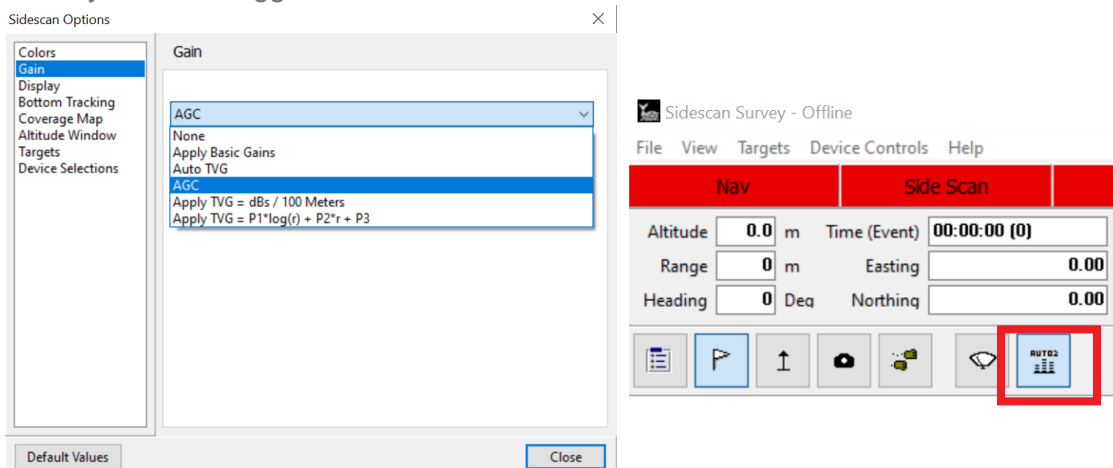 Sidescan Options
Colors
Gain
Display
Bottom Tracking
Coverage Map
Altitude Window
Targets
Device Selections
Gain
AGC
None
Apply Basic Gains
Auto TVG
AGC
Apply TVG = dBs / 100 Meters
Apply TVG = P1*log(r) + P2*r + P3
Default Values
Close
Sidescan Survey - Offline
File View Targets Device Controls Help
Nav Side Scan
Altitude 0.0 m Time (Event) 00:00:00 (0)
Range 0 m Easting 0.00
Heading 0 Deg Northing 0.00
AUTO2